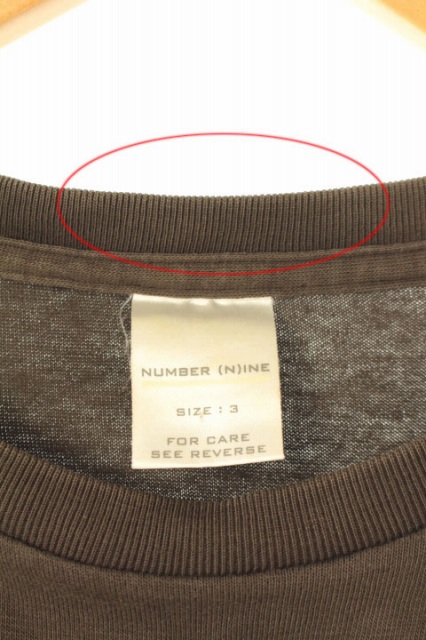 NUMBER (N)INE
SIZE : 3
FOR CARE
SEE REVERSE